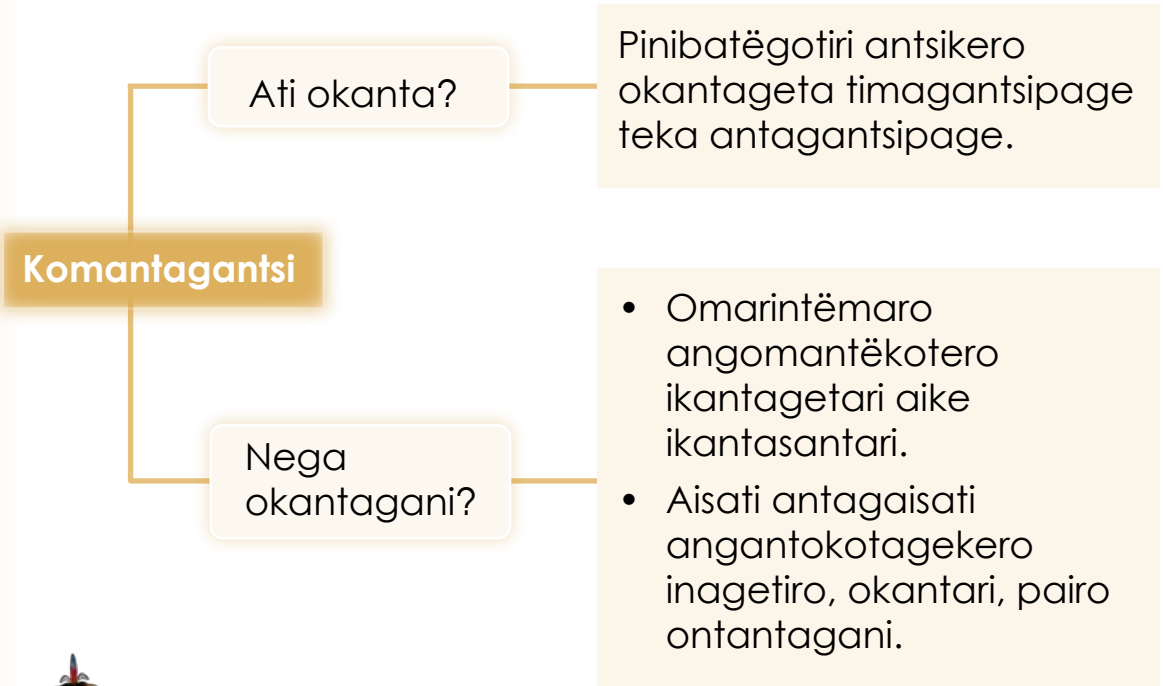 Ati okanta?
Pinibatëgotiri antsikero
okantageta timagantsipage
teka antagantsipage.
Komantagantsi
Nega
okantagani?
• Omarintëmaro
angomantëkotero
ikantagetari aike
ikantasantari.
• Aisati antagaisati
angantokotagekero
inagetiro, okantari, pairo
ontantagani.